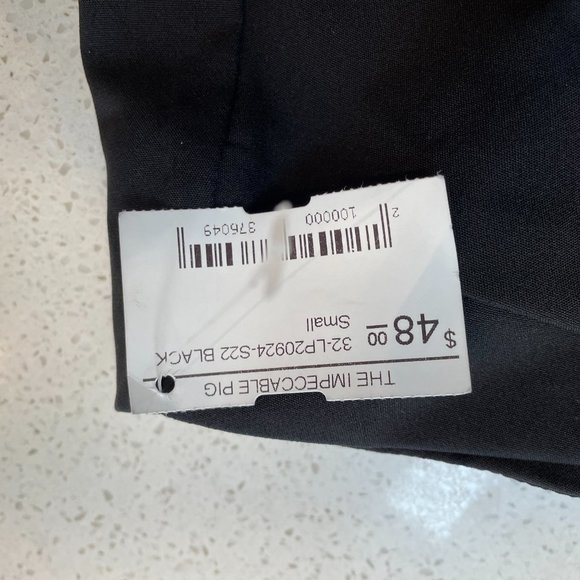 THE IMPECCABLE PIG
32-LP20924-S22 BLACK
$48.00 Small
2 100000 376049